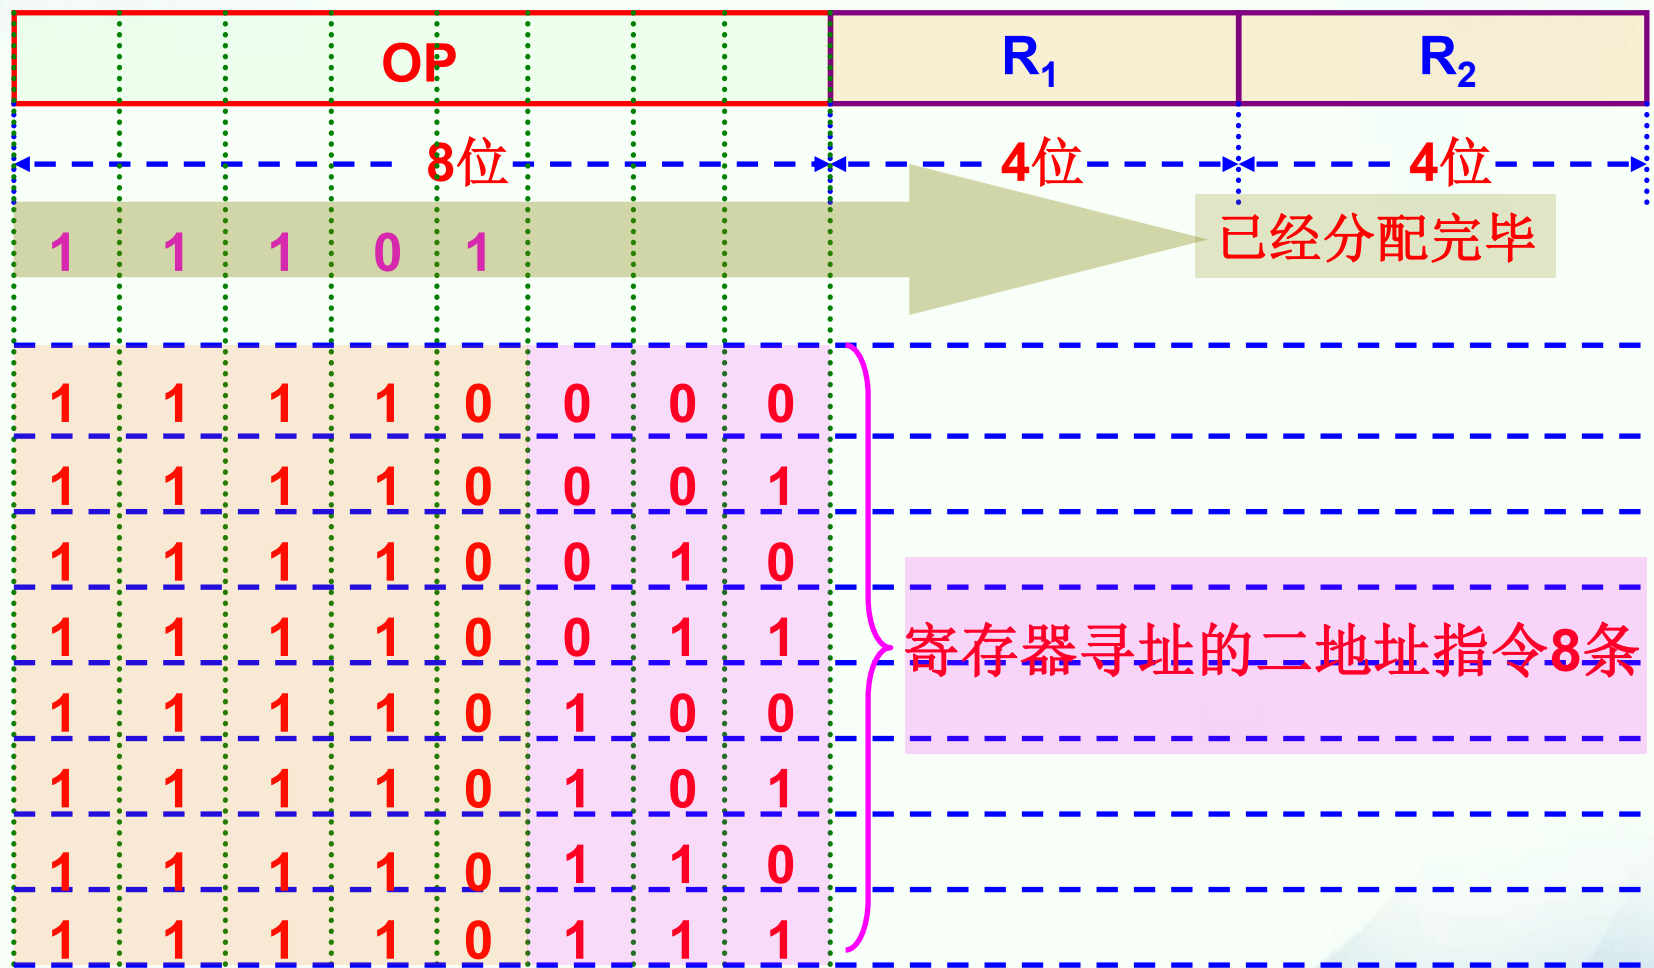 OP R₁ R₂
8位 4位 4位
1 1 1 0 1 已经分配完毕
1 1 1 1 0 0 0 0
1 1 1 1 0 0 0 1
1 1 1 1 0 0 1 0
1 1 1 1 0 0 1 1
寄存器寻址的二地址指令8条
1 1 1 1 0 1 0 0
1 1 1 1 0 1 0 1
1 1 1 1 0 1 1 0
1 1 1 1 0 1 1 1